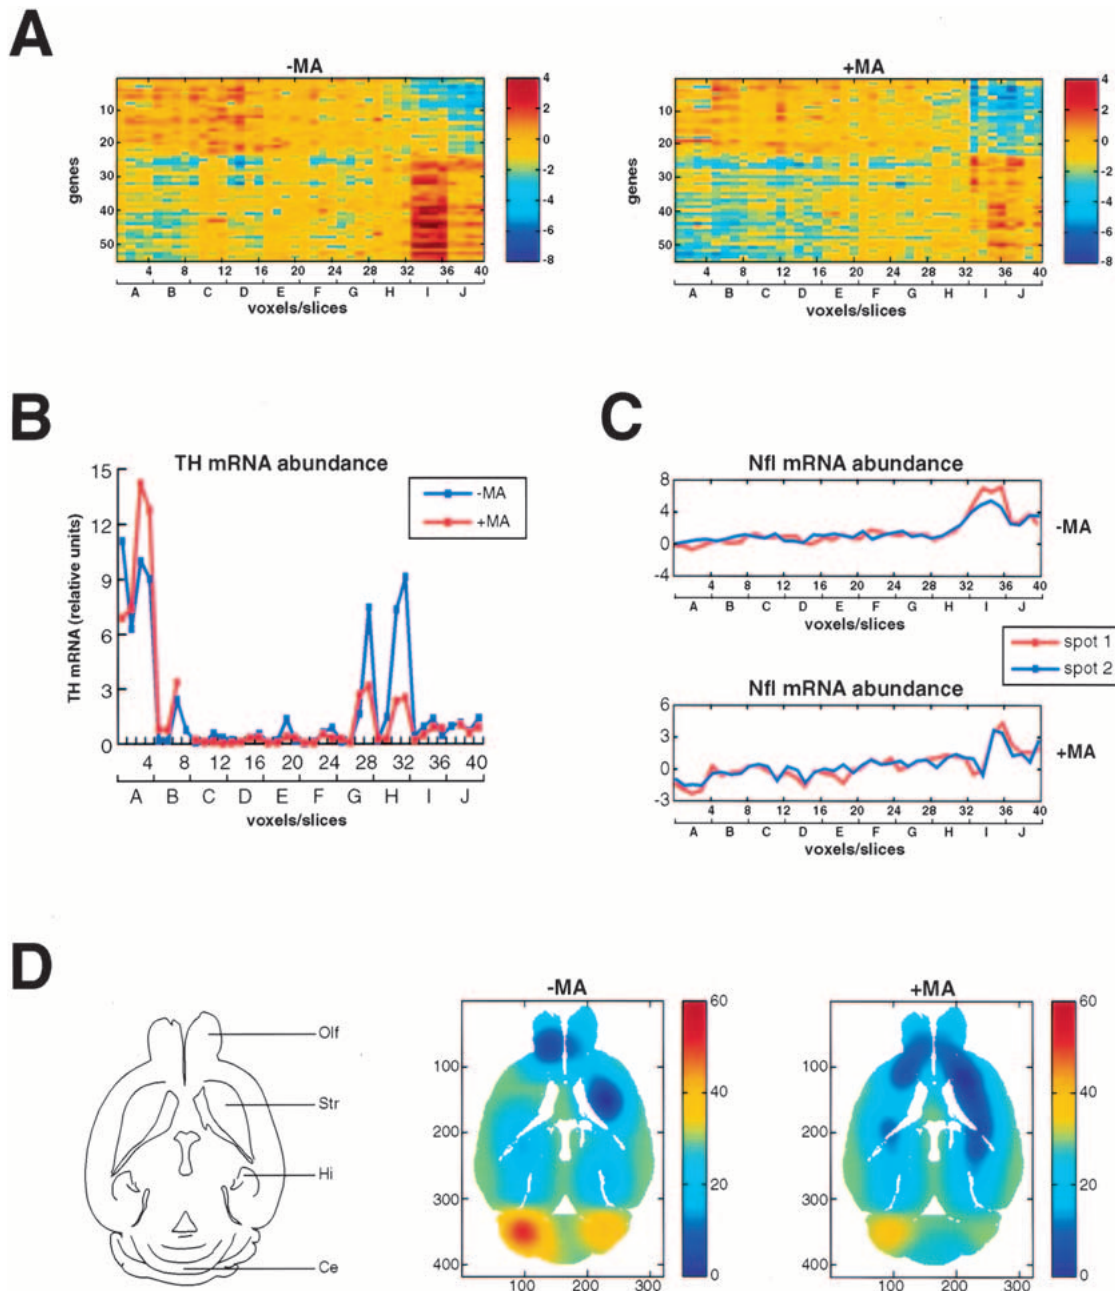 A
-MA
genes
10
20
30
40
50
4 8 12 16 20 24 28 32 36 40
A B C D E F G H I J
voxels/slices
4
2
0
-2
-4
-6
-8
+MA
genes
10
20
30
40
50
4 8 12 16 20 24 28 32 36 40
A B C D E F G H I J
voxels/slices
4
2
0
-2
-4
-6
-8
B
TH mRNA abundance
TH mRNA (relative units)
15
12
9
6
3
0
-MA
+MA
4 8 12 16 20 24 28 32 36 40
A B C D E F G H I J
voxels/slices
C
Nfl mRNA abundance
8
4
0
-4
-MA
4 8 12 16 20 24 28 32 36 40
A B C D E F G H I J
voxels/slices
spot 1
spot 2
Nfl mRNA abundance
6
3
0
-3
+MA
4 8 12 16 20 24 28 32 36 40
A B C D E F G H I J
voxels/slices
D
Olf
Str
Hi
Ce
-MA
100
200
300
400
100 200 300
60
40
20
0
+MA
100
200
300
400
100 200 300
60
40
20
0